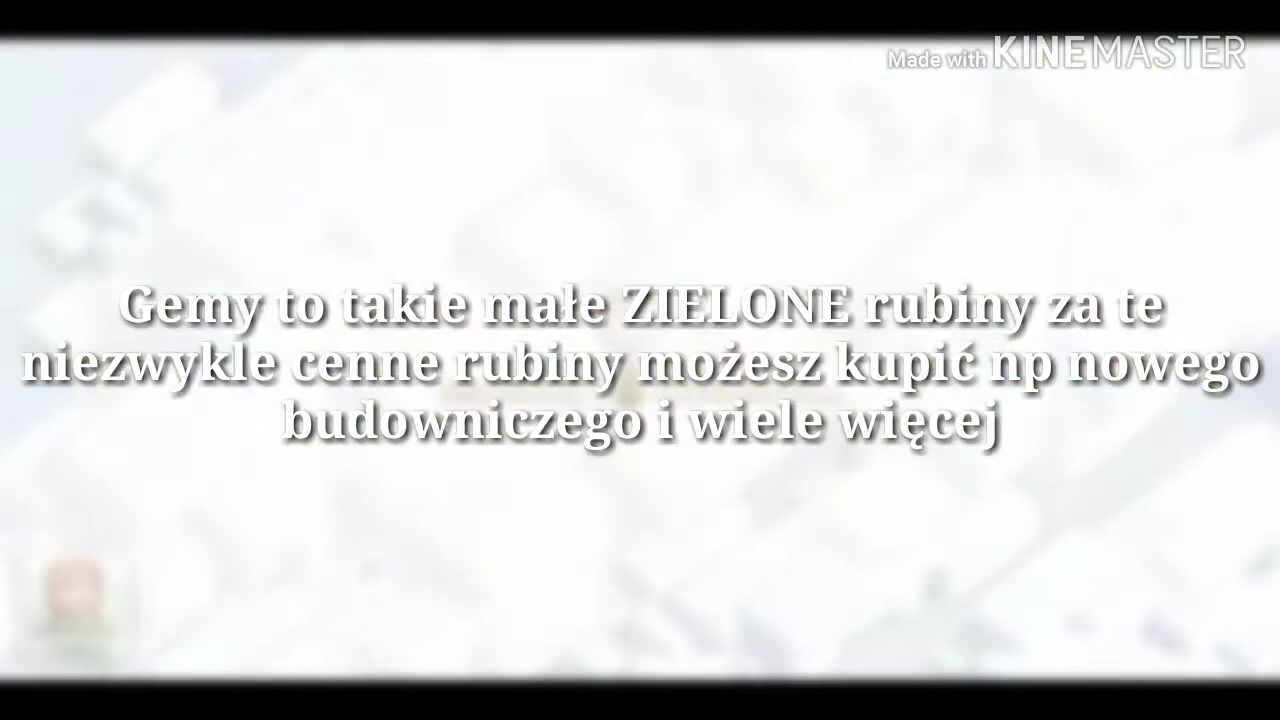 Made with KINEMASTER
Gemy to takie małe ZIELONE rubiny za te
niezwykle cenne rubiny możesz kupić np nowego
budowniczego i wiele więcej